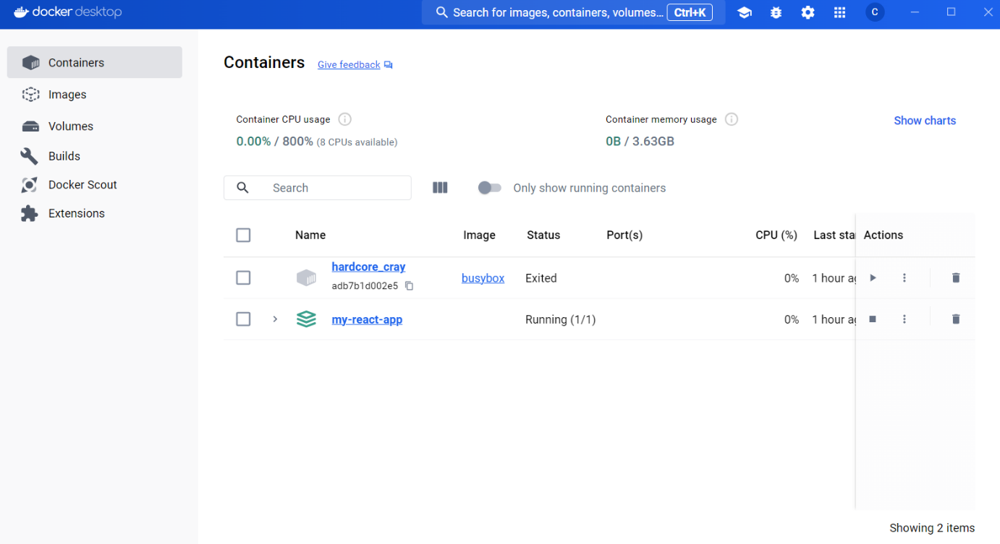 docker desktop
Search for images, containers, volumes... Ctrl+K
C
Containers
Images
Volumes
Builds
Docker Scout
Extensions
Containers Give feedback
Container CPU usage
0.00% / 800% (8 CPUs available)
Container memory usage
0B / 3.63GB
Show charts
Search
Only show running containers
Name Image Status Port(s) CPU (%) Last sta Actions
hardcore_cray
adb7b1d002e5
busybox Exited 0% 1 hour ag
my-react-app Running (1/1) 0% 1 hour ag
Showing 2 items